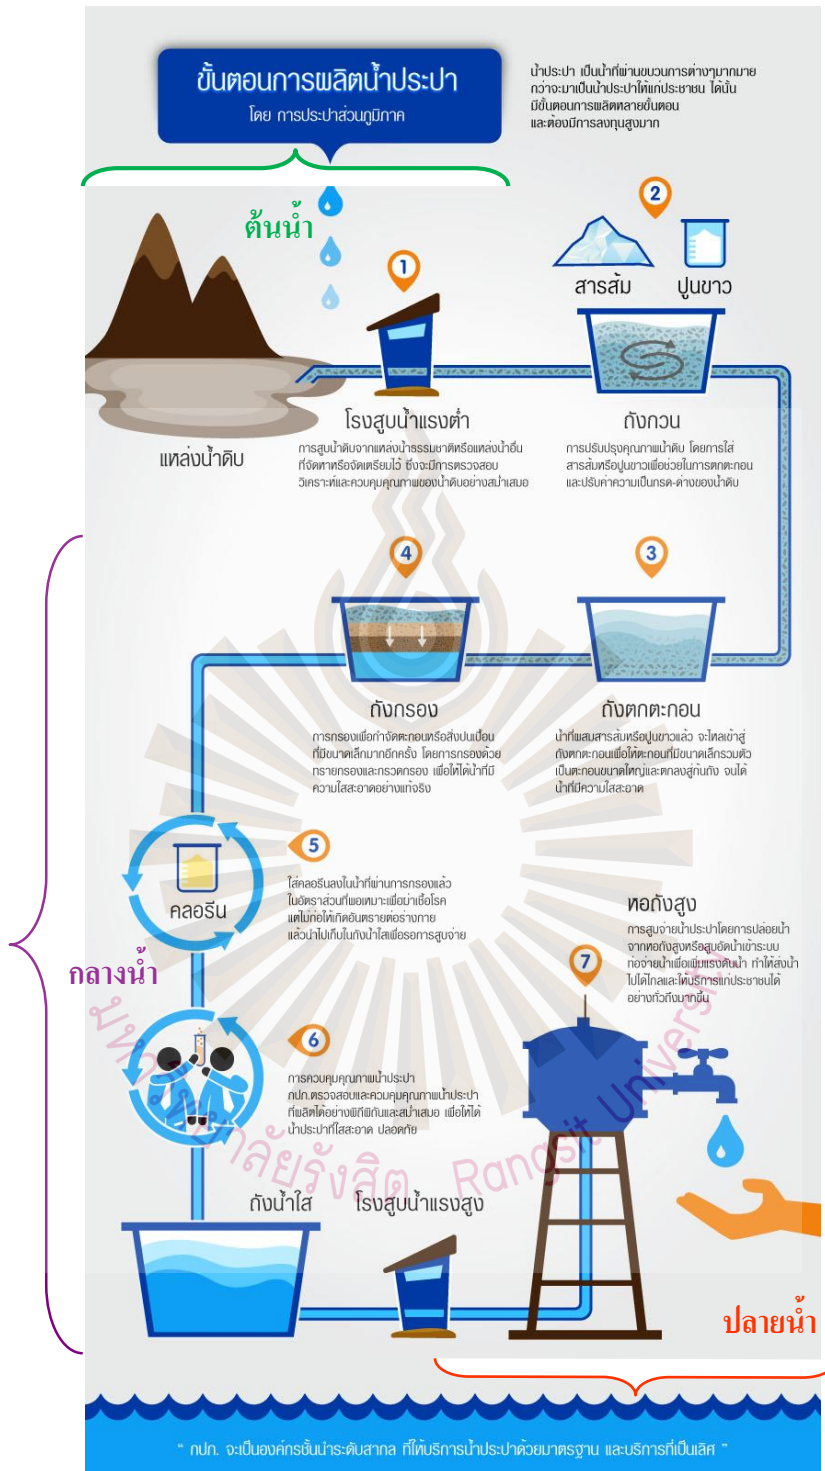 ขั้นตอนการผลิตน้ำประปา
โดย การประปาส่วนภูมิภาค
น้ำประปา เป็นน้ำที่ผ่านขบวนการต่างๆมากมาย
กว่าจะมาเป็นน้ำประปาให้แก่ประชาชน ได้นั้น
มีขั้นตอนการผลิตหลายขั้นตอน
และต้องมีการลงทุนสูงมาก
ต้นน้ำ
1
2
สารส้ม
ปูนขาว
แหล่งน้ำดิบ
โรงสูบน้ำแรงต่ำ
การสูบน้ำดิบจากแหล่งน้ำธรรมชาติหรือแหล่งน้ำอื่น
ที่จัดหาหรือจัดเตรียมไว้ ซึ่งจะมีการตรวจสอบ
วิเคราะห์และควบคุมคุณภาพของน้ำดิบอย่างสม่ำเสมอ
ถังกวน
การปรับปรุงคุณภาพน้ำดิบ โดยการใส่
สารส้มหรือปูนขาวเพื่อช่วยในการตกตะกอน
และปรับค่าความเป็นกรด-ด่างของน้ำดิบ
3
ถังตกตะกอน
น้ำที่ผสมสารส้มหรือปูนขาวแล้ว จะไหลเข้าสู่
ถังตกตะกอนเพื่อให้ตะกอนที่มีขนาดเล็กรวมตัว
เป็นตะกอนขนาดใหญ่และตกลงสู่ก้นถัง จนได้
น้ำที่มีความใสสะอาด
4
ถังกรอง
การกรองเพื่อกำจัดตะกอนหรือสิ่งปนเปื้อน
ที่มีขนาดเล็กมากอีกครั้ง โดยการกรองด้วย
ทรายกรองและกรวดกรอง เพื่อให้ได้น้ำที่มี
ความใสสะอาดอย่างแท้จริง
5
คลอรีน
ใส่คลอรีนลงในน้ำที่ผ่านการกรองแล้ว
ในอัตราส่วนที่พอเหมาะเพื่อฆ่าเชื้อโรค
แต่ไม่ก่อให้เกิดอันตรายต่อร่างกาย
แล้วนำไปเก็บในถังน้ำใสเพื่อรอการสูบจ่าย
กลางน้ำ
6
การควบคุมคุณภาพน้ำประปา
กปภ.ตรวจสอบและควบคุมคุณภาพน้ำประปา
ที่ผลิตได้อย่างพิถีพิถันและสม่ำเสมอ เพื่อให้ได้
น้ำประปาที่ใสสะอาด ปลอดภัย
หอถังสูง
การสูบจ่ายน้ำประปาโดยการปล่อยน้ำ
จากหอถังสูงหรือสูบอัดน้ำเข้าระบบ
ท่อจ่ายน้ำเพื่อเพิ่มแรงดันน้ำ ทำให้ส่งน้ำ
ไปได้ไกลและให้บริการแก่ประชาชนได้
อย่างทั่วถึงมากขึ้น
7
ถังน้ำใส
โรงสูบน้ำแรงสูง
มหาวิทยาลัยรังสิต Rangsit University
ปลายน้ำ
“ กปภ. จะเป็นองค์กรชั้นนำระดับสากล ที่ให้บริการน้ำประปาด้วยมาตรฐาน และบริการที่เป็นเลิศ ”